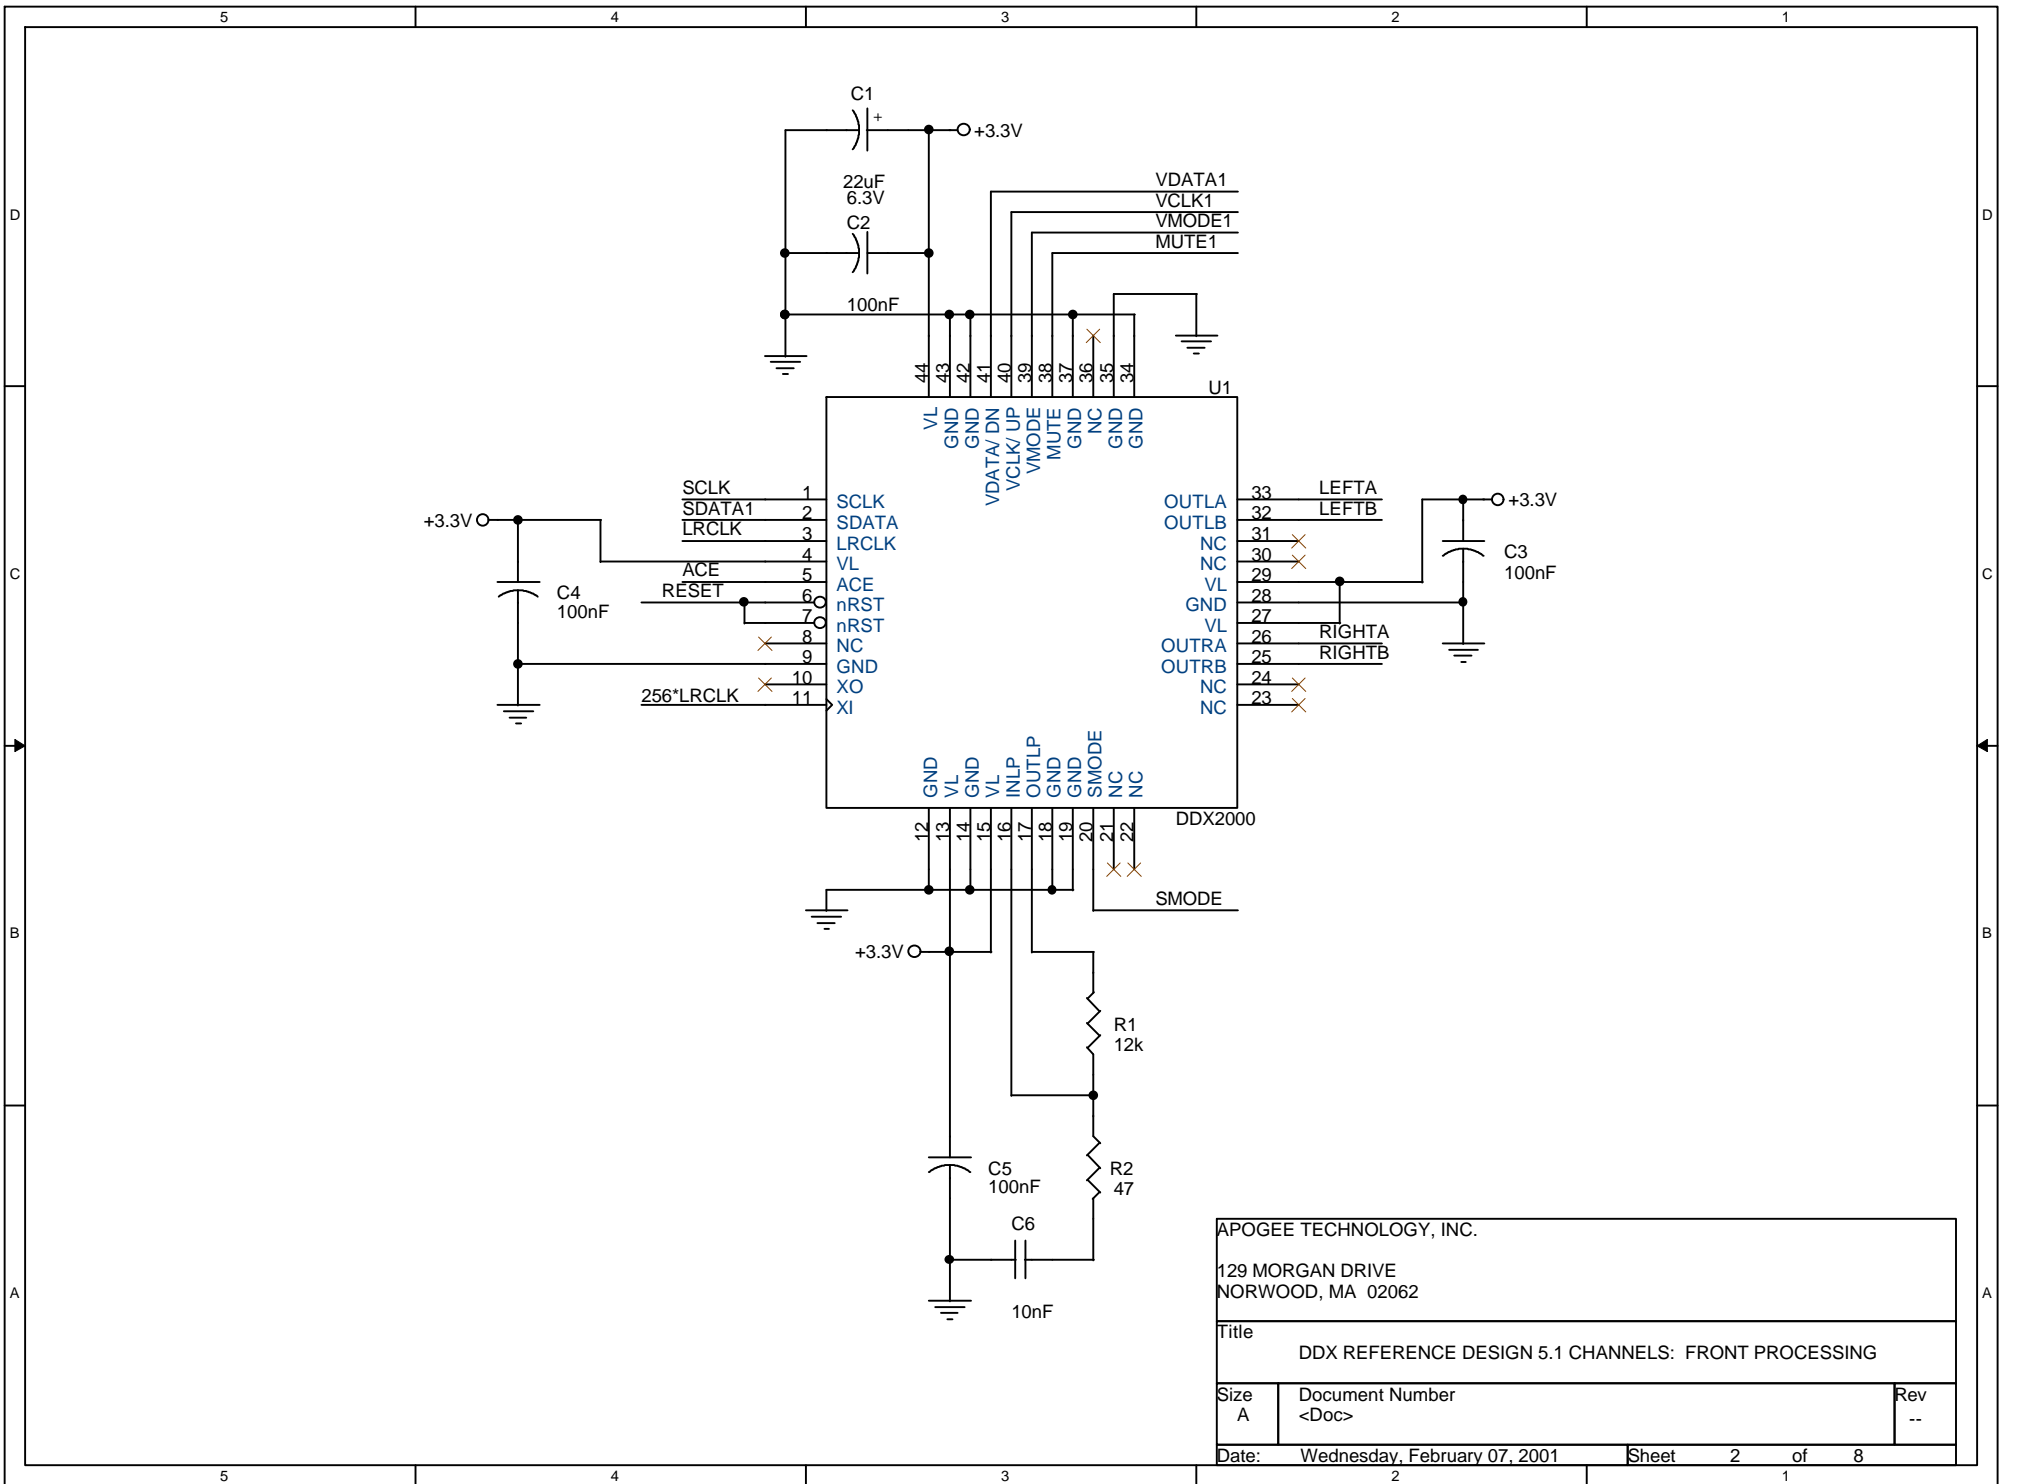 5 4 3 2 1
C1
+
+3.3V
22uF
6.3V
VDATA1
VCLK1
VMODE1
MUTE1
D D
C2
100nF
44 43 42 41 40 39 38 37 36 35 34
U1
VL GND GND VDATA/ DN VCLK/ UP VMODE MUTE GND NC GND GND
SCLK 1 SCLK
SDATA1 2 SDATA
LRCLK 3 LRCLK
4 VL
ACE 5 ACE
RESET 6 nRST
7 nRST
8 NC
9 GND
10 XO
256*LRCLK 11 XI
+3.3V
C4
100nF
C C
OUTLA 33 LEFTA
OUTLB 32 LEFTB
NC 31
NC 30
VL 29
GND 28
VL 27
OUTRA 26 RIGHTA
OUTRB 25 RIGHTB
NC 24
NC 23
+3.3V
C3
100nF
GND VL GND VL INLP OUTLP GND GND SMODE NC NC
12 13 14 15 16 17 18 19 20 21 22
DDX2000
SMODE
B B
+3.3V
R1
12k
C5
100nF
R2
47
C6
10nF
A A
APOGEE TECHNOLOGY, INC.
129 MORGAN DRIVE
NORWOOD, MA 02062
Title
DDX REFERENCE DESIGN 5.1 CHANNELS: FRONT PROCESSING
Size Document Number Rev
A <Doc> --
Date: Wednesday, February 07, 2001 Sheet 2 of 8
5 4 3 2 1